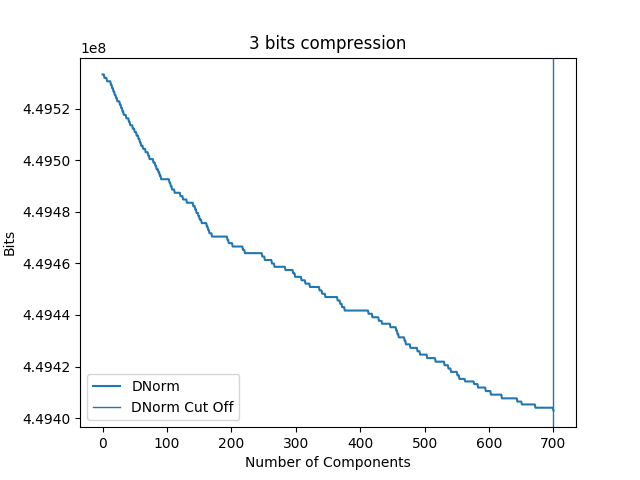 3 bits compression
1e8
4.4952
4.4950
4.4948
4.4946
4.4944
4.4942
4.4940
Bits
DNorm
DNorm Cut Off
0 100 200 300 400 500 600 700
Number of Components